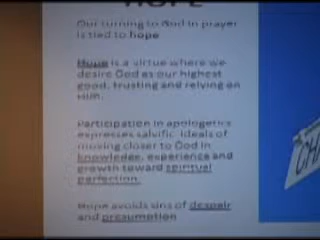 HOPE
Our turning to God in prayer
is tied to hope
Hope is a virtue where we
desire God as our highest
good, trusting and relying on
Him.
Participation in apologetics
expresses salvific ideals of
moving closer to God in
knowledge, experience and
growth toward spiritual
perfection.
Hope avoids sins of despair
and presumption
CHA